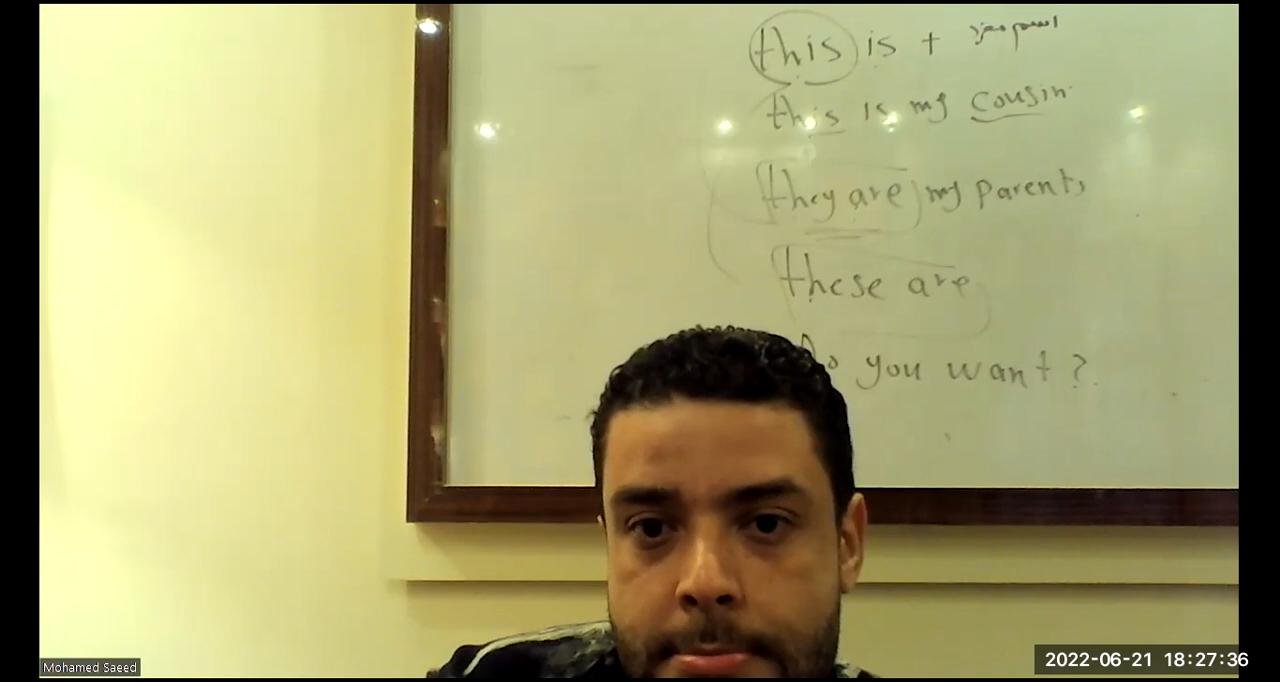 this is + اسم مفرد
this is my cousin
they are my parents
these are
Do you want?
Mohamed Saeed
2022-06-21 18:27:36